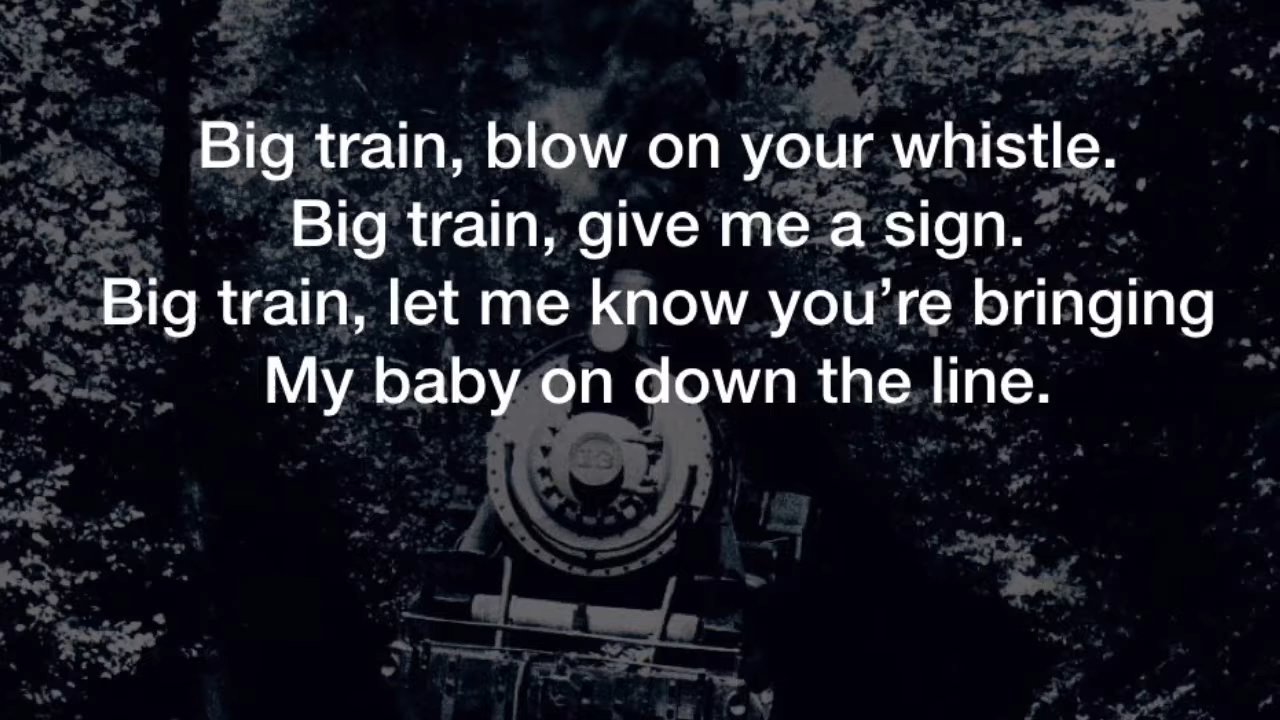 Big train, blow on your whistle.
Big train, give me a sign.
Big train, let me know you’re bringing
My baby on down the line.